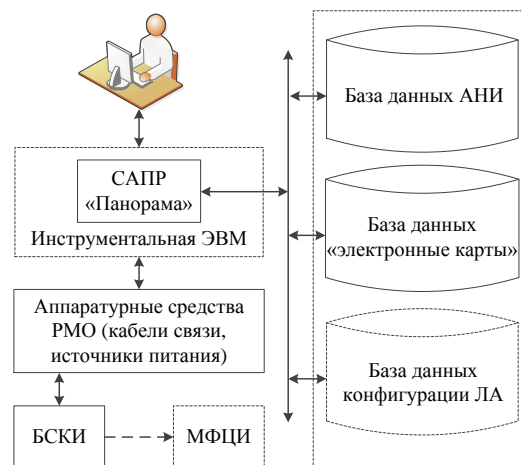 САПР
«Панорама»
Инструментальная ЭВМ
Аппаратурные средства
РМО (кабели связи,
источники питания)
БСКИ
МФЦИ
База данных АНИ
База данных
«электронные карты»
База данных
конфигурации ЛА